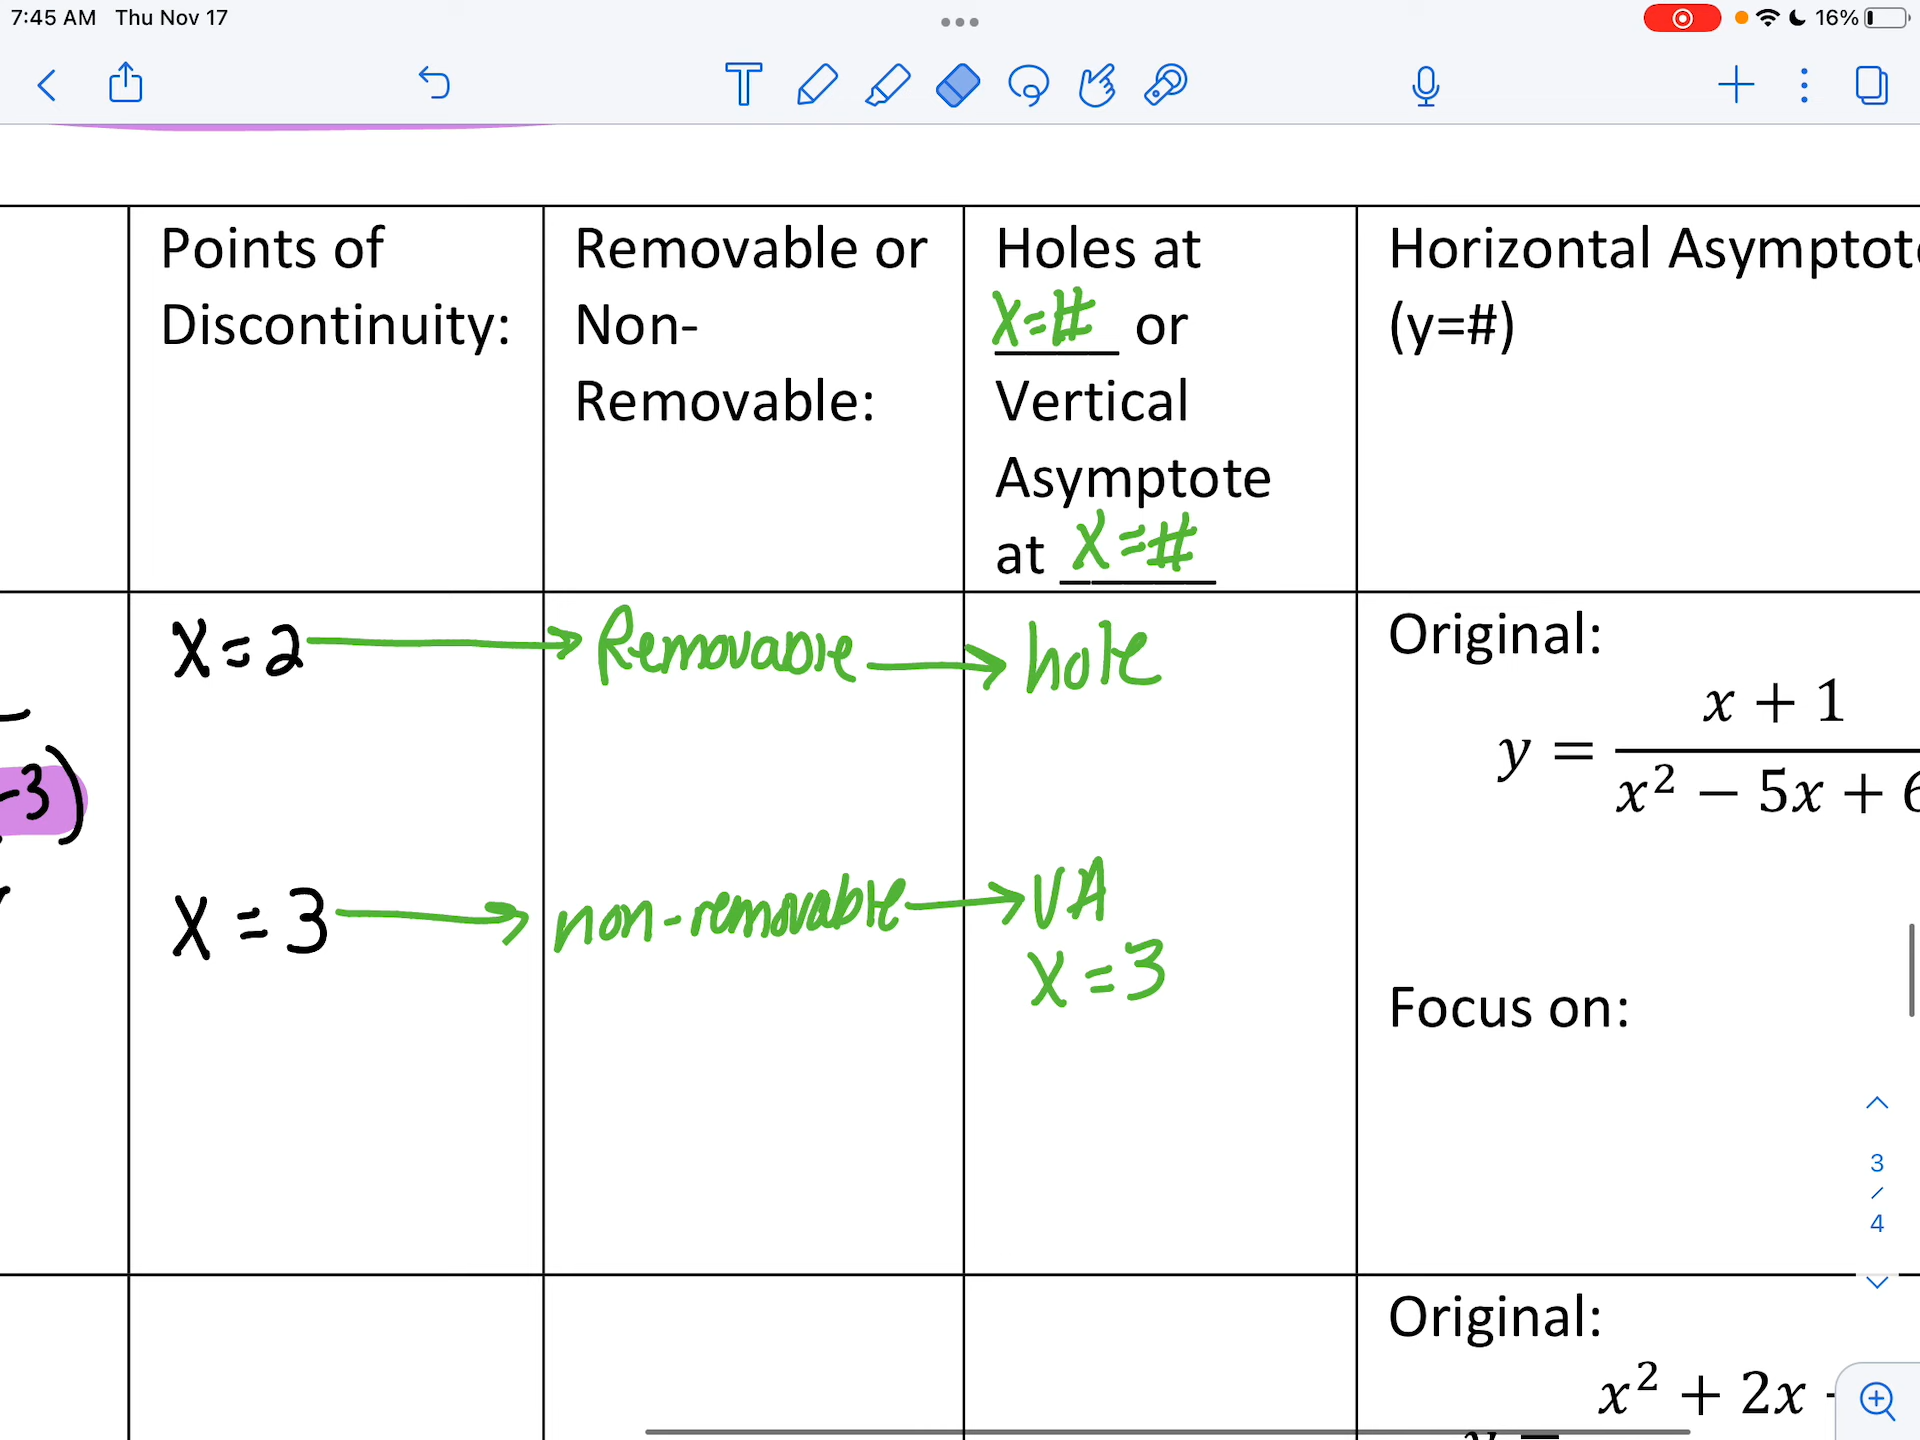 7:45 AM Thu Nov 17
16%
Points of
Discontinuity:
Removable or
Non-
Removable:
Holes at
x=# or
Vertical
Asymptote
at x=#
Horizontal Asymptot
(y=#)
x=2 → Removable → hole
-3)
x=3 → non-removable → VA
x=3
Original:
y = (x + 1)/(x² − 5x + 6
Focus on:
3
/
4
Original:
x² + 2x